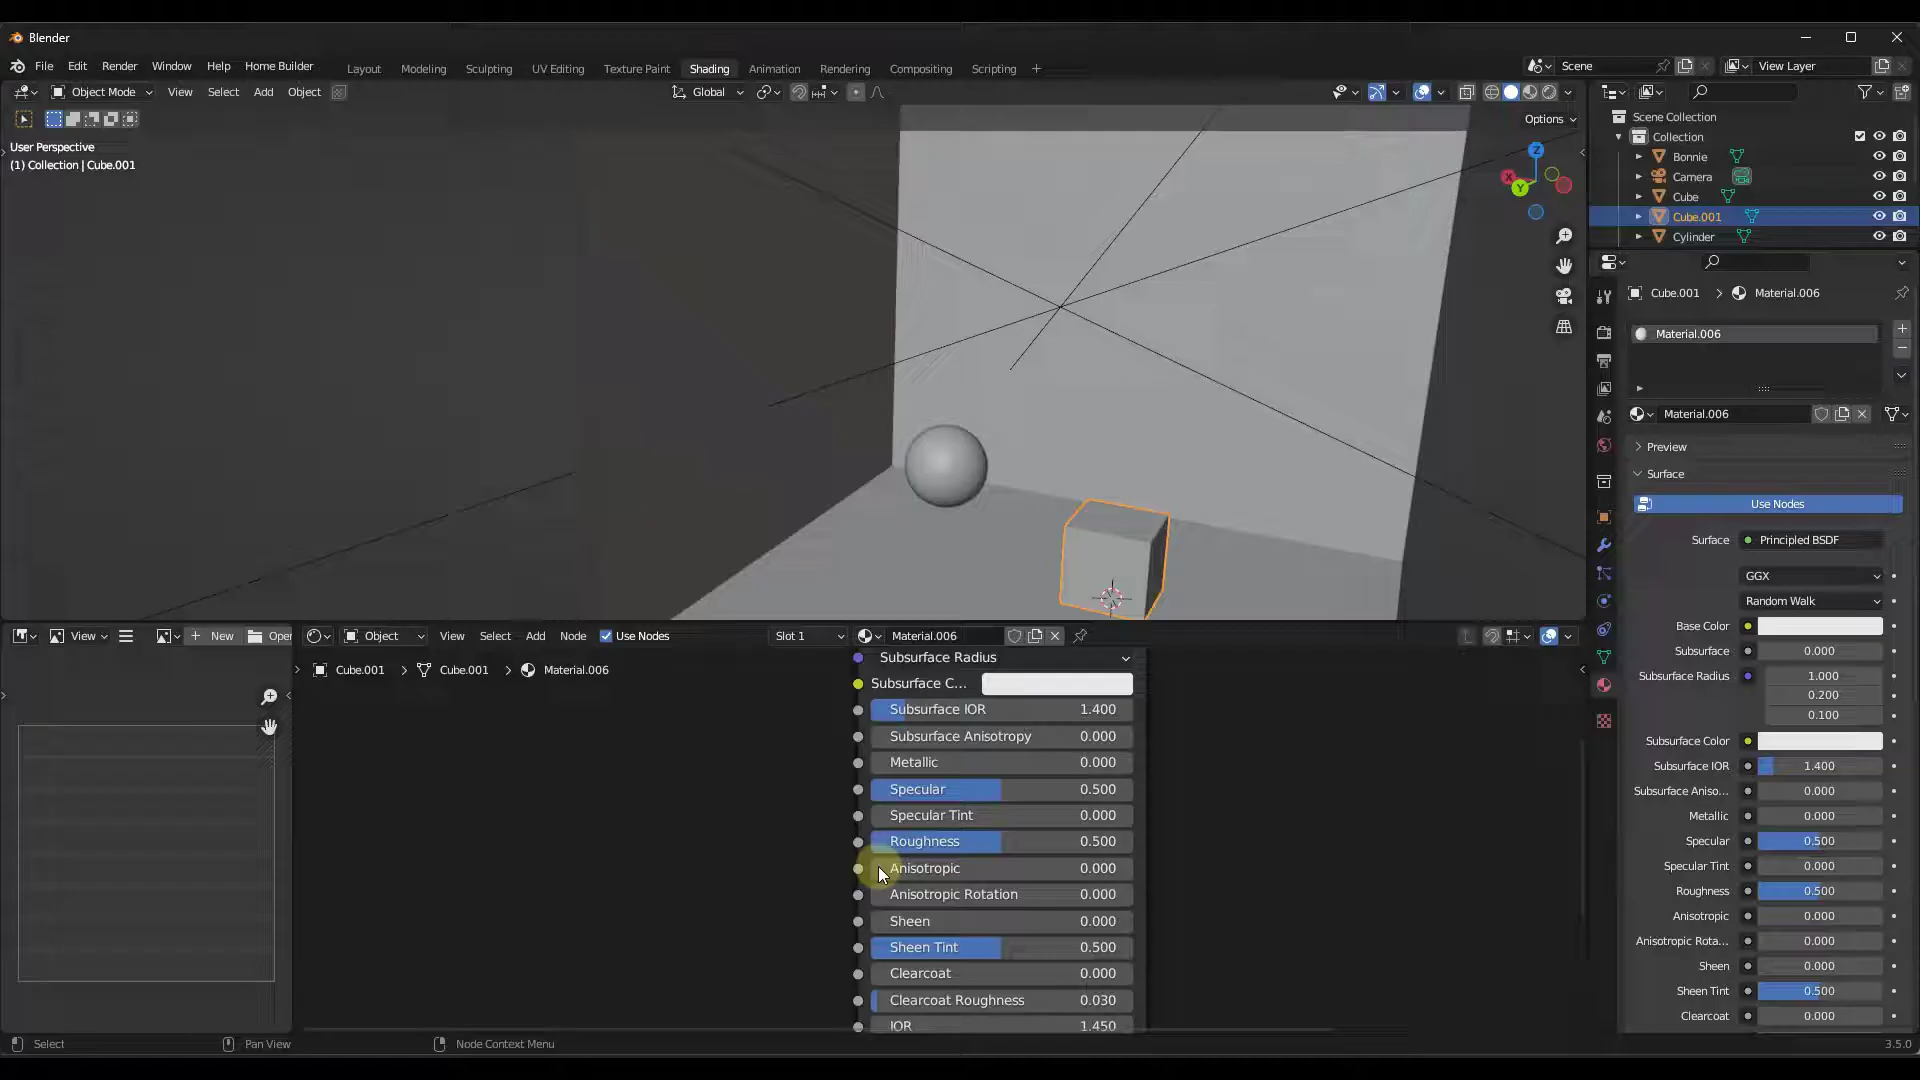 Blender
File Edit Render Window Help Home Builder
Layout Modeling Sculpting UV Editing Texture Paint Shading Animation Rendering Compositing Scripting +
Scene
View Layer
Object Mode View Select Add Object
Global
Options
User Perspective
(1) Collection | Cube.001
Z
X
Y
Scene Collection
Collection
Bonnie
Camera
Cube
Cube.001
Cylinder
Cube.001 > Material.006
Material.006
Material.006
Preview
Surface
Use Nodes
Surface Principled BSDF
GGX
Random Walk
Base Color
Subsurface 0.000
Subsurface Radius 1.000
0.200
0.100
Subsurface Color
Subsurface IOR 1.400
Subsurface Aniso... 0.000
Metallic 0.000
Specular 0.500
Specular Tint 0.000
Roughness 0.500
Anisotropic 0.000
Anisotropic Rota... 0.000
Sheen 0.000
Sheen Tint 0.500
Clearcoat 0.000
View
+ New
Oper
Object View Select Add Node Use Nodes
Slot 1
Material.006
Cube.001 > Cube.001 > Material.006
Subsurface Radius
Subsurface C...
Subsurface IOR 1.400
Subsurface Anisotropy 0.000
Metallic 0.000
Specular 0.500
Specular Tint 0.000
Roughness 0.500
Anisotropic 0.000
Anisotropic Rotation 0.000
Sheen 0.000
Sheen Tint 0.500
Clearcoat 0.000
Clearcoat Roughness 0.030
IOR 1.450
Select
Pan View
Node Context Menu
3.5.0